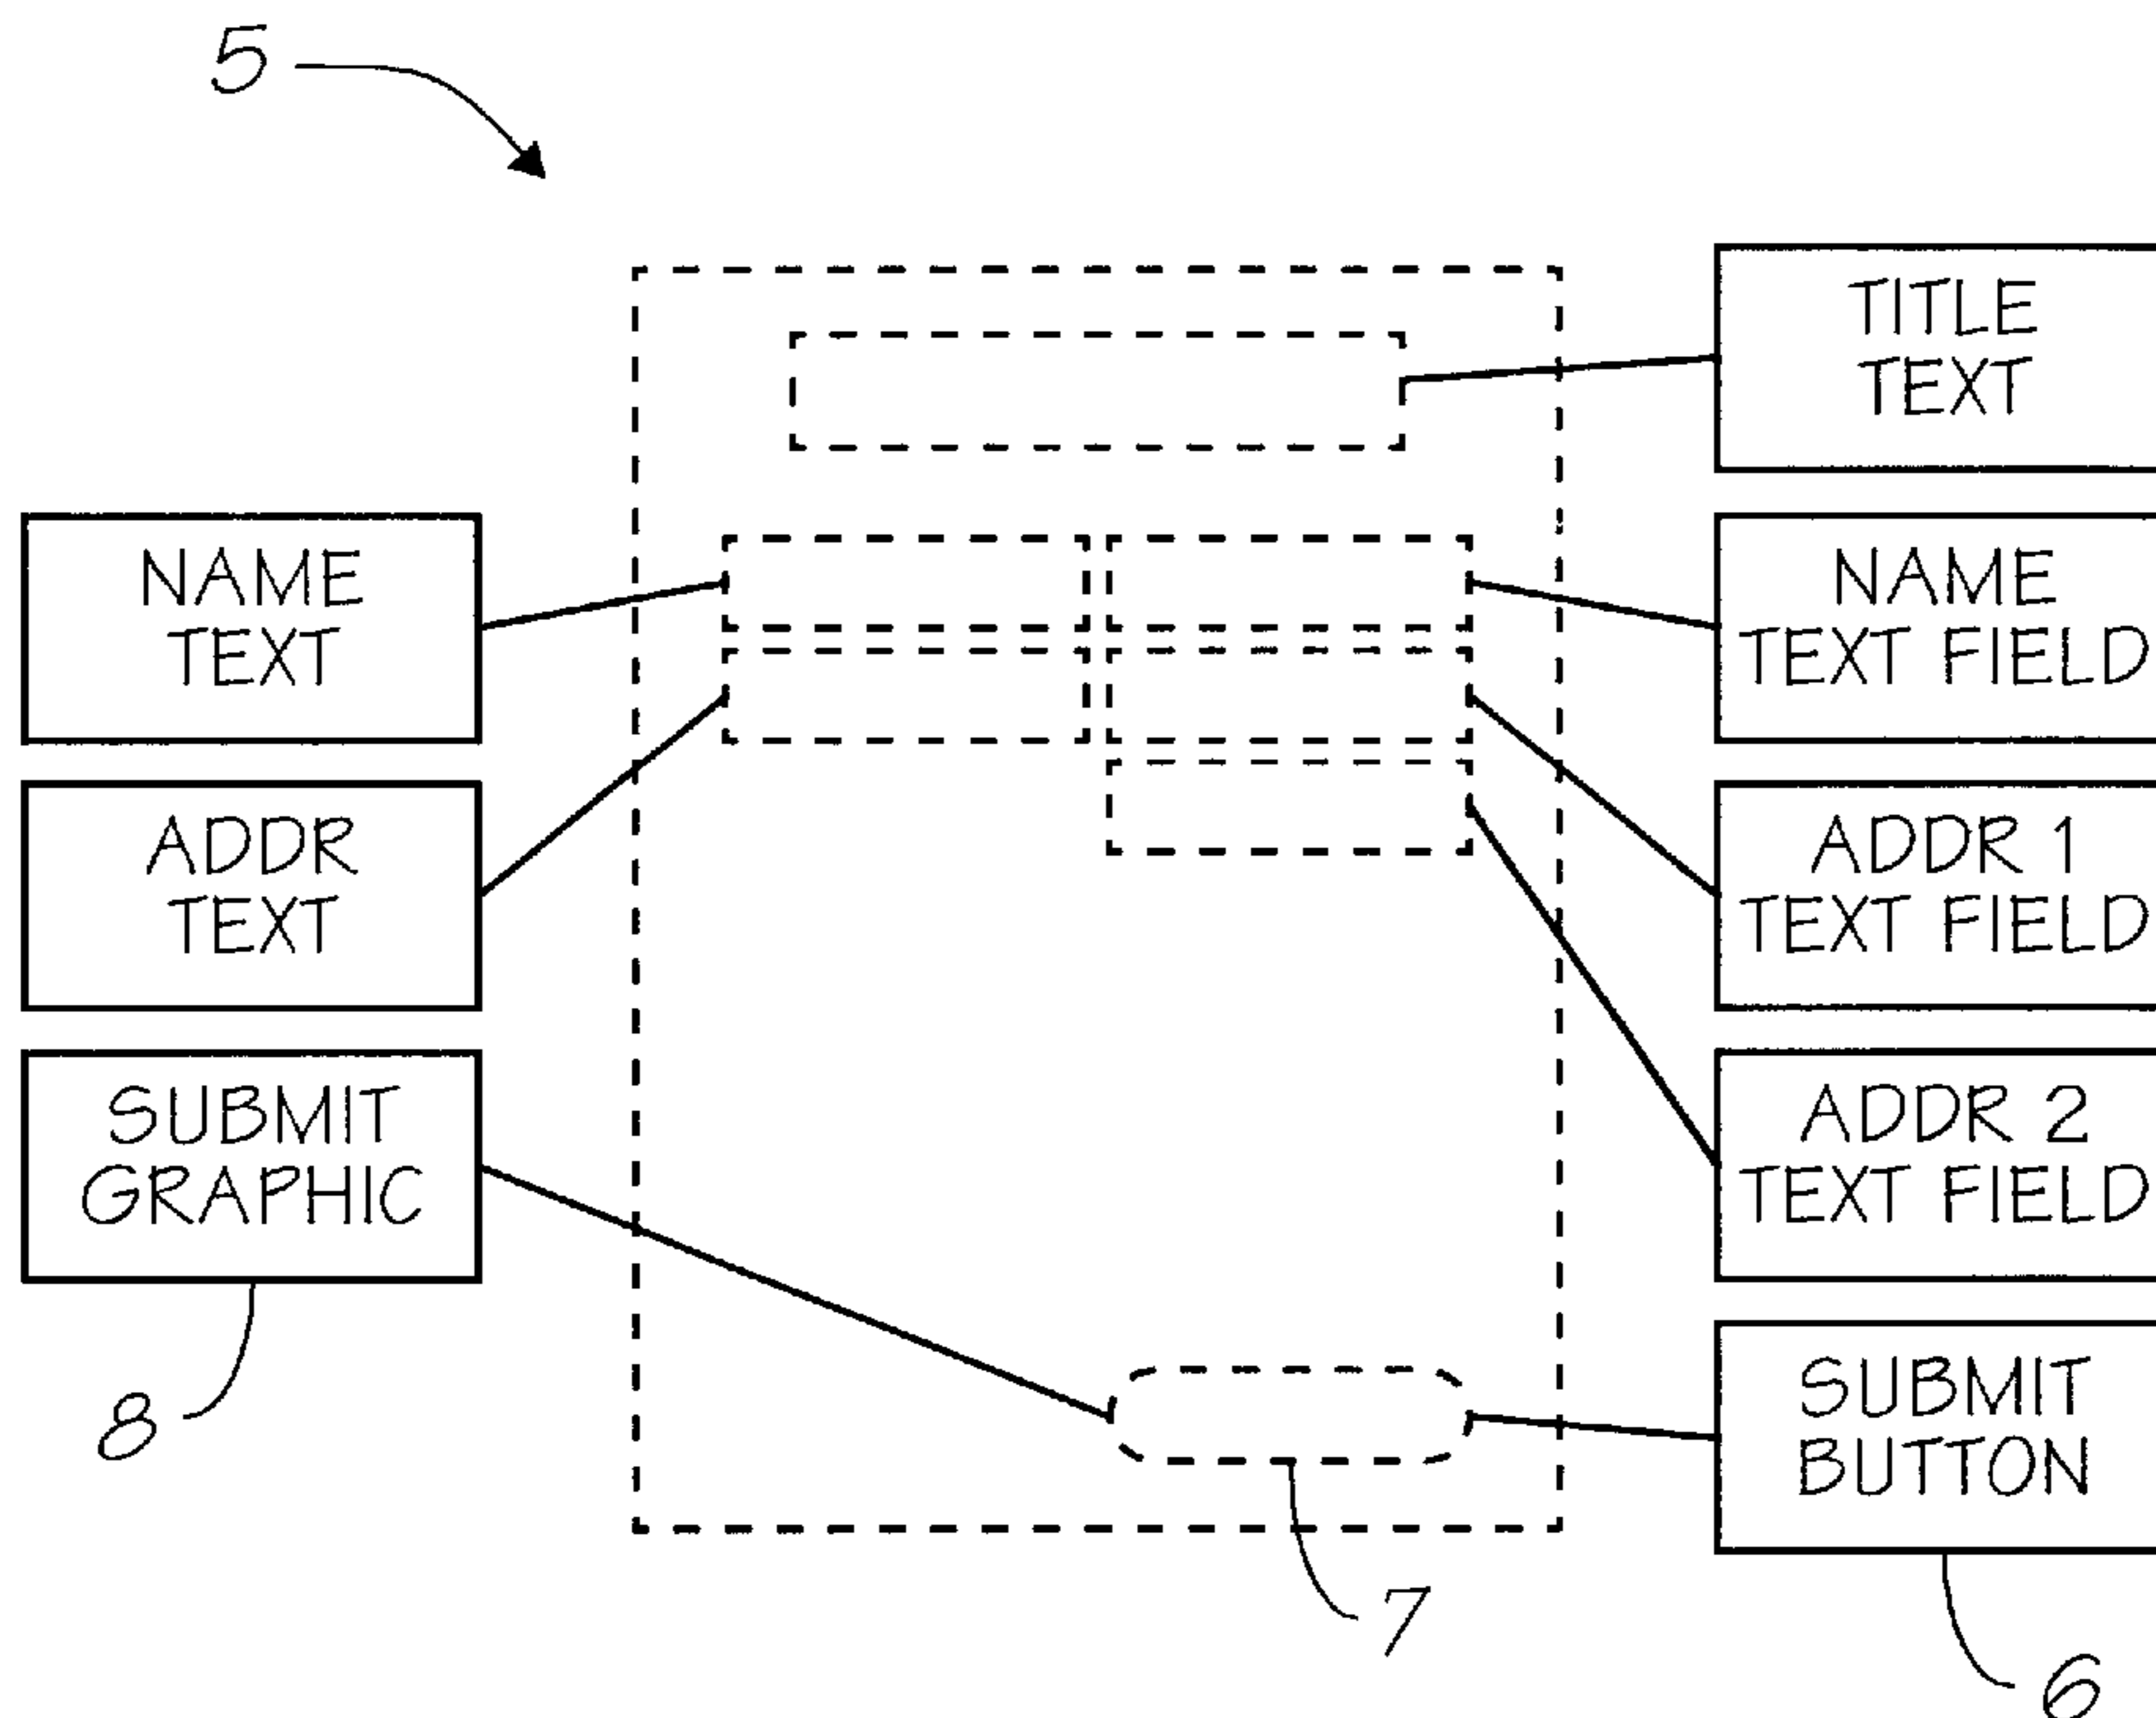 5
TITLE
TEXT
NAME
TEXT
NAME
TEXT FIELD
ADDR
TEXT
ADDR 1
TEXT FIELD
SUBMIT
GRAPHIC
ADDR 2
TEXT FIELD
SUBMIT
BUTTON
8
7
6